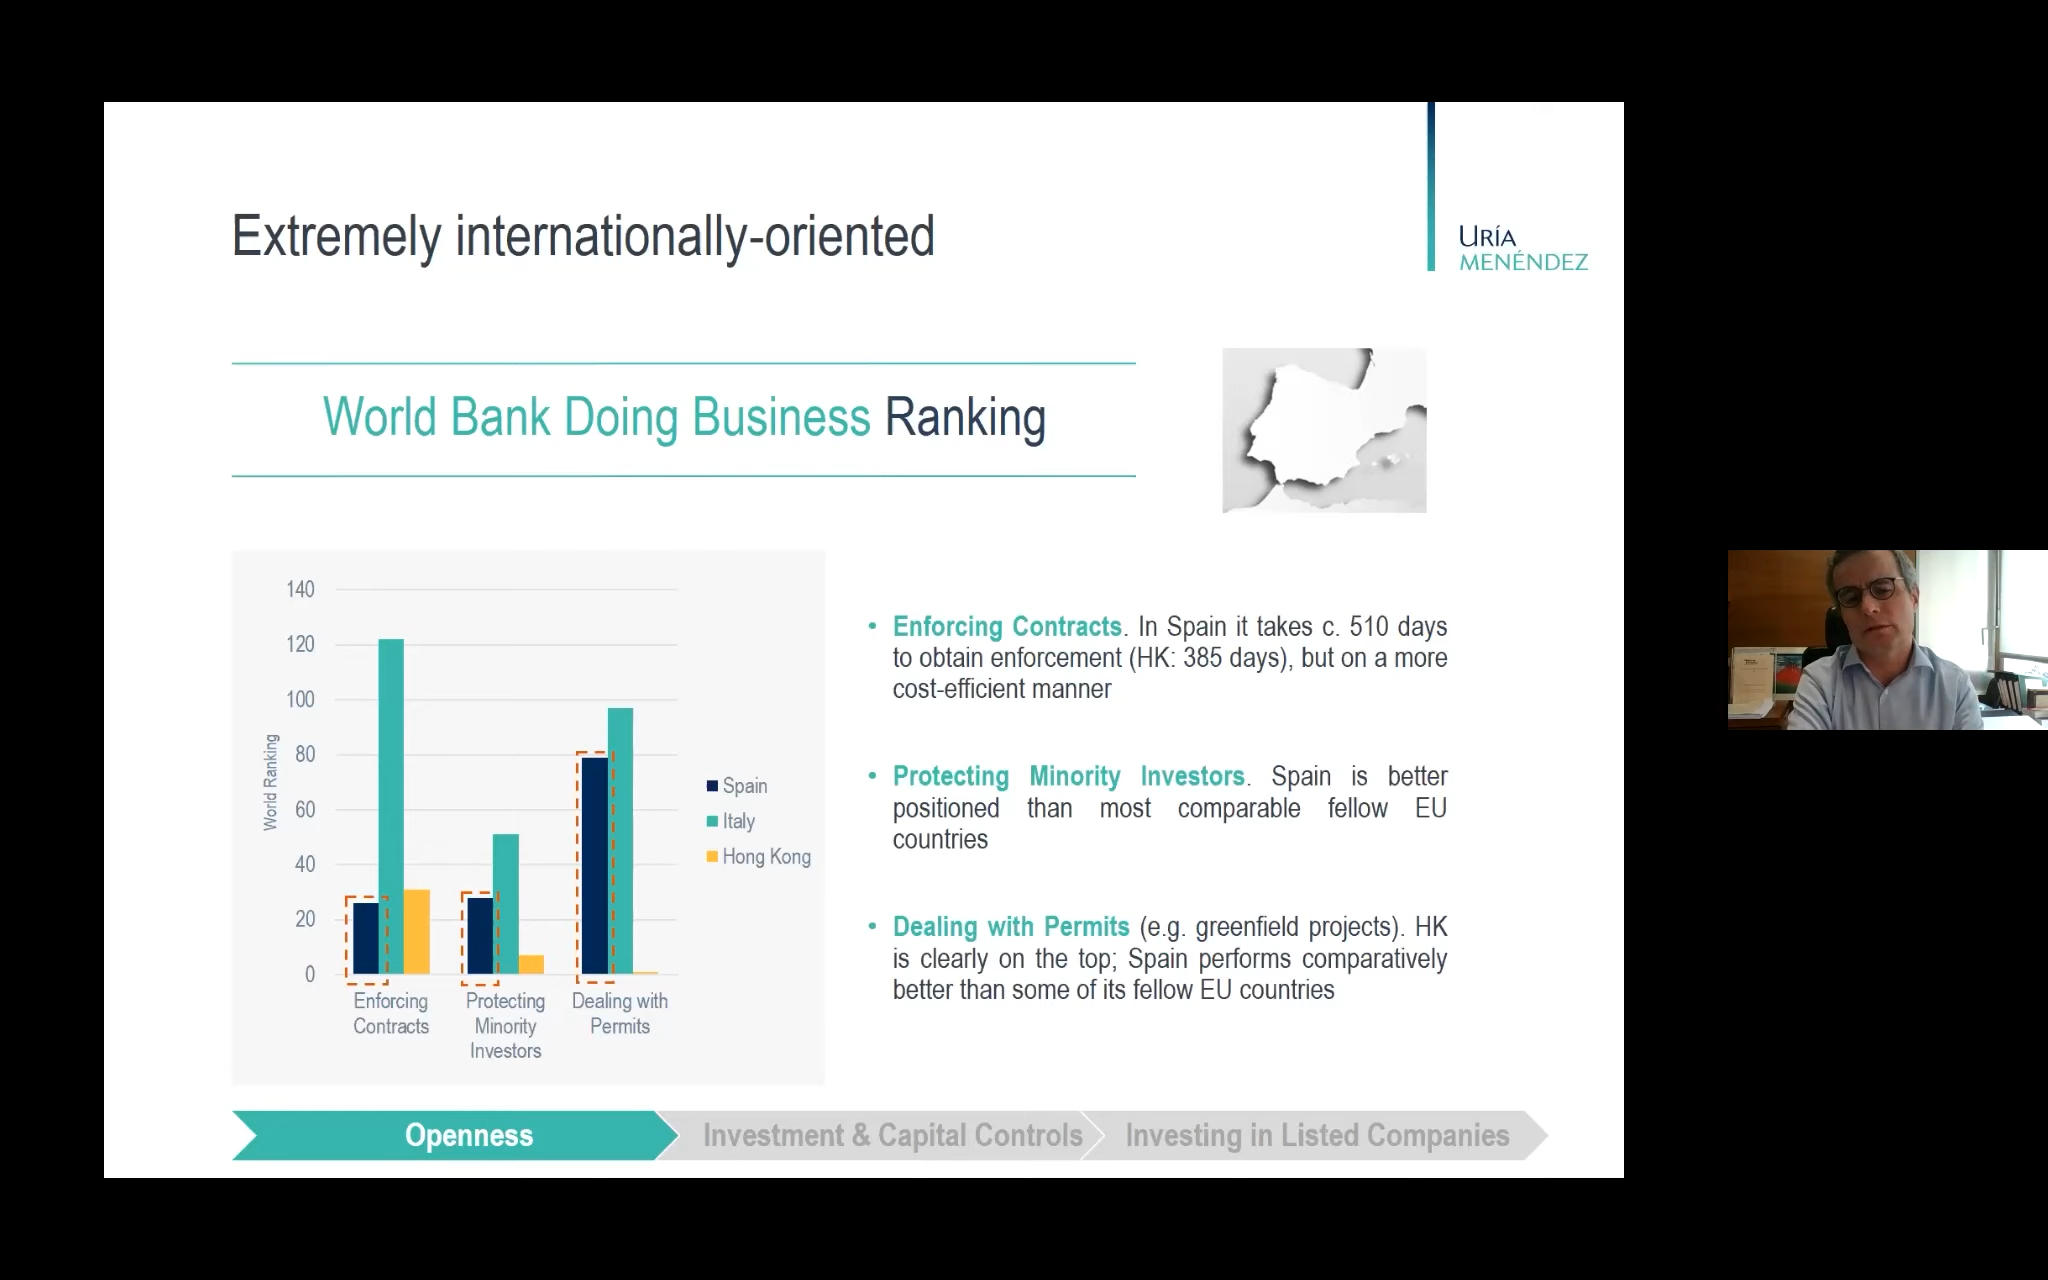 Extremely internationally-oriented
URÍA
MENÉNDEZ
World Bank Doing Business Ranking
140
120
100
80
60
40
20
0
World Ranking
Enforcing
Contracts
Protecting
Minority
Investors
Dealing with
Permits
Spain
Italy
Hong Kong
• Enforcing Contracts. In Spain it takes c. 510 days
to obtain enforcement (HK: 385 days), but on a more
cost-efficient manner
• Protecting Minority Investors. Spain is better
positioned than most comparable fellow EU
countries
• Dealing with Permits (e.g. greenfield projects). HK
is clearly on the top; Spain performs comparatively
better than some of its fellow EU countries
Openness
Investment & Capital Controls
Investing in Listed Companies